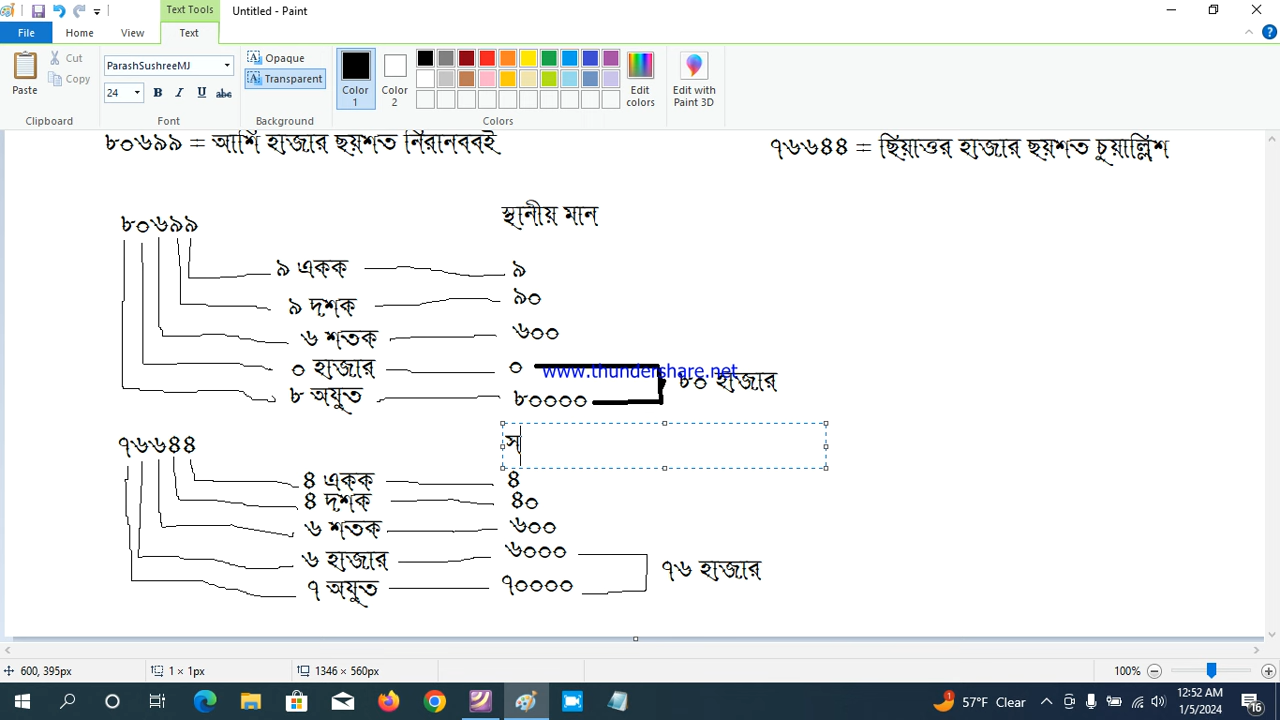 Text Tools
Untitled - Paint
File Home View Text
Paste
Cut
Copy
Clipboard
ParashSushreeMJ
24 B I U abc
Font
Opaque
Transparent
Background
Color 1
Color 2
Edit colors
Colors
Edit with Paint 3D
৮০৬৯৯ = আশি হাজার ছয়শত নিরানববই
৭৬৬৪৪ = ছিয়াত্তর হাজার ছয়শত চুয়াল্লিশ
স্থানীয় মান
৮০৬৯৯
৯ একক ৯
৯ দশক ৯০
৬ শতক ৬০০
০ হাজার ০
www.thundershare.net
৮০ হাজার
৮ অযুত ৮০০০০
৭৬৬৪৪
স
৪ একক ৪
৪ দশক ৪০
৬ শতক ৬০০
৬ হাজার ৬০০০
৭৬ হাজার
৭ অযুত ৭০০০০
600, 395px
1 × 1px
1346 × 560px
100%
57°F Clear
12:52 AM
1/5/2024
1
16